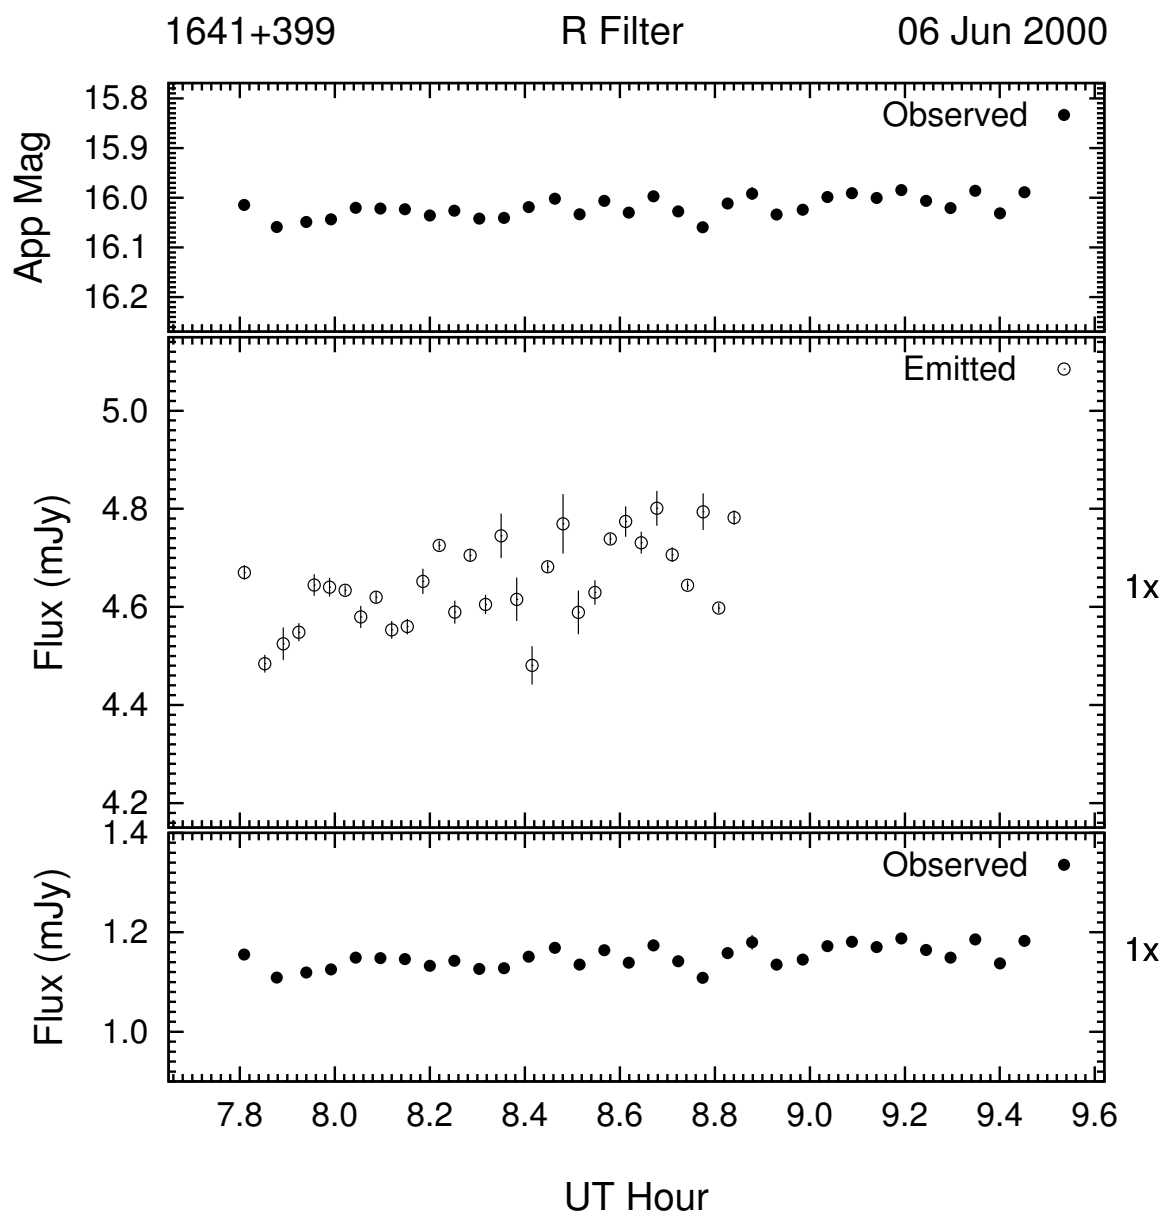 1641+399 R Filter 06 Jun 2000
App Mag
15.8
15.9
16.0
16.1
16.2
Observed
Flux (mJy)
5.0
4.8
4.6
4.4
4.2
Emitted
1x
Flux (mJy)
1.4
1.2
1.0
Observed
1x
7.8 8.0 8.2 8.4 8.6 8.8 9.0 9.2 9.4 9.6
UT Hour